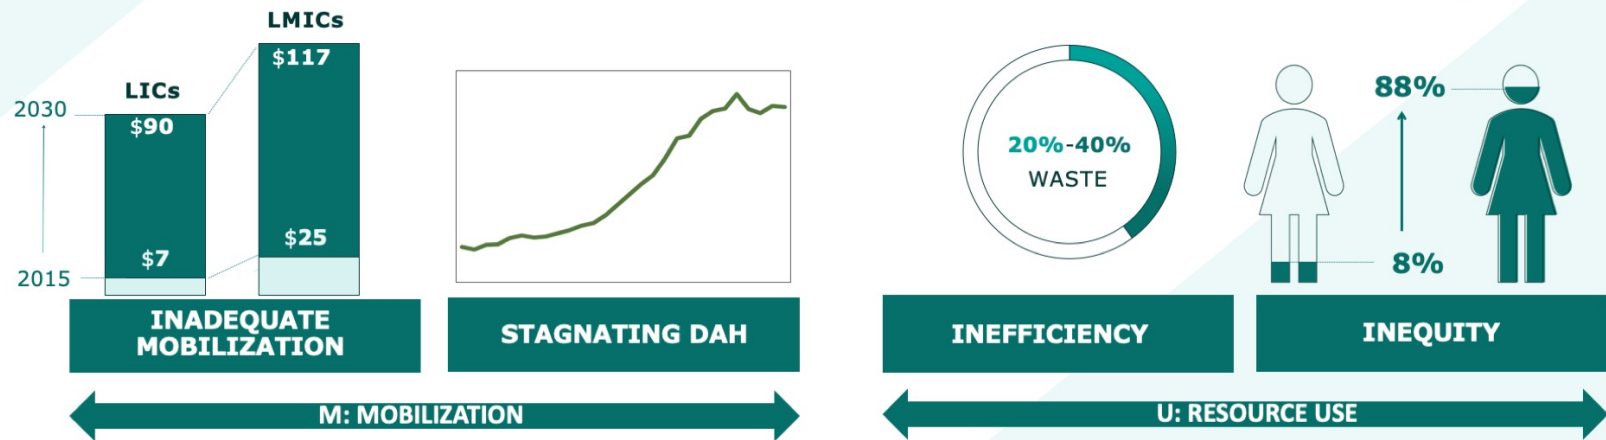 LMICs
$117
LICs
2030
$90
$25
$7
2015
INADEQUATE
MOBILIZATION
STAGNATING DAH
M: MOBILIZATION
20%-40%
WASTE
88%
8%
INEFFICIENCY
INEQUITY
U: RESOURCE USE